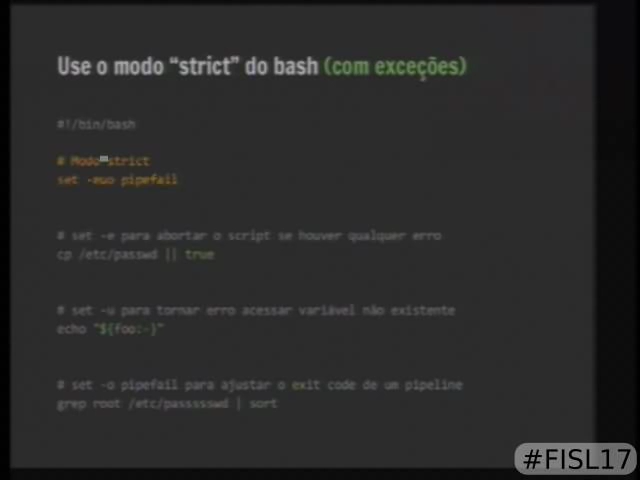 Use o modo “strict” do bash (com exceções)
#!/bin/bash
# Modo strict
set -euo pipefail
# set -e para abortar o script se houver qualquer erro
cp /etc/passwd || true
# set -u para tornar erro acessar variável não existente
echo "${foo:-}"
# set -o pipefail para ajustar o exit code de um pipeline
grep root /etc/passsswd | sort
#FISL17